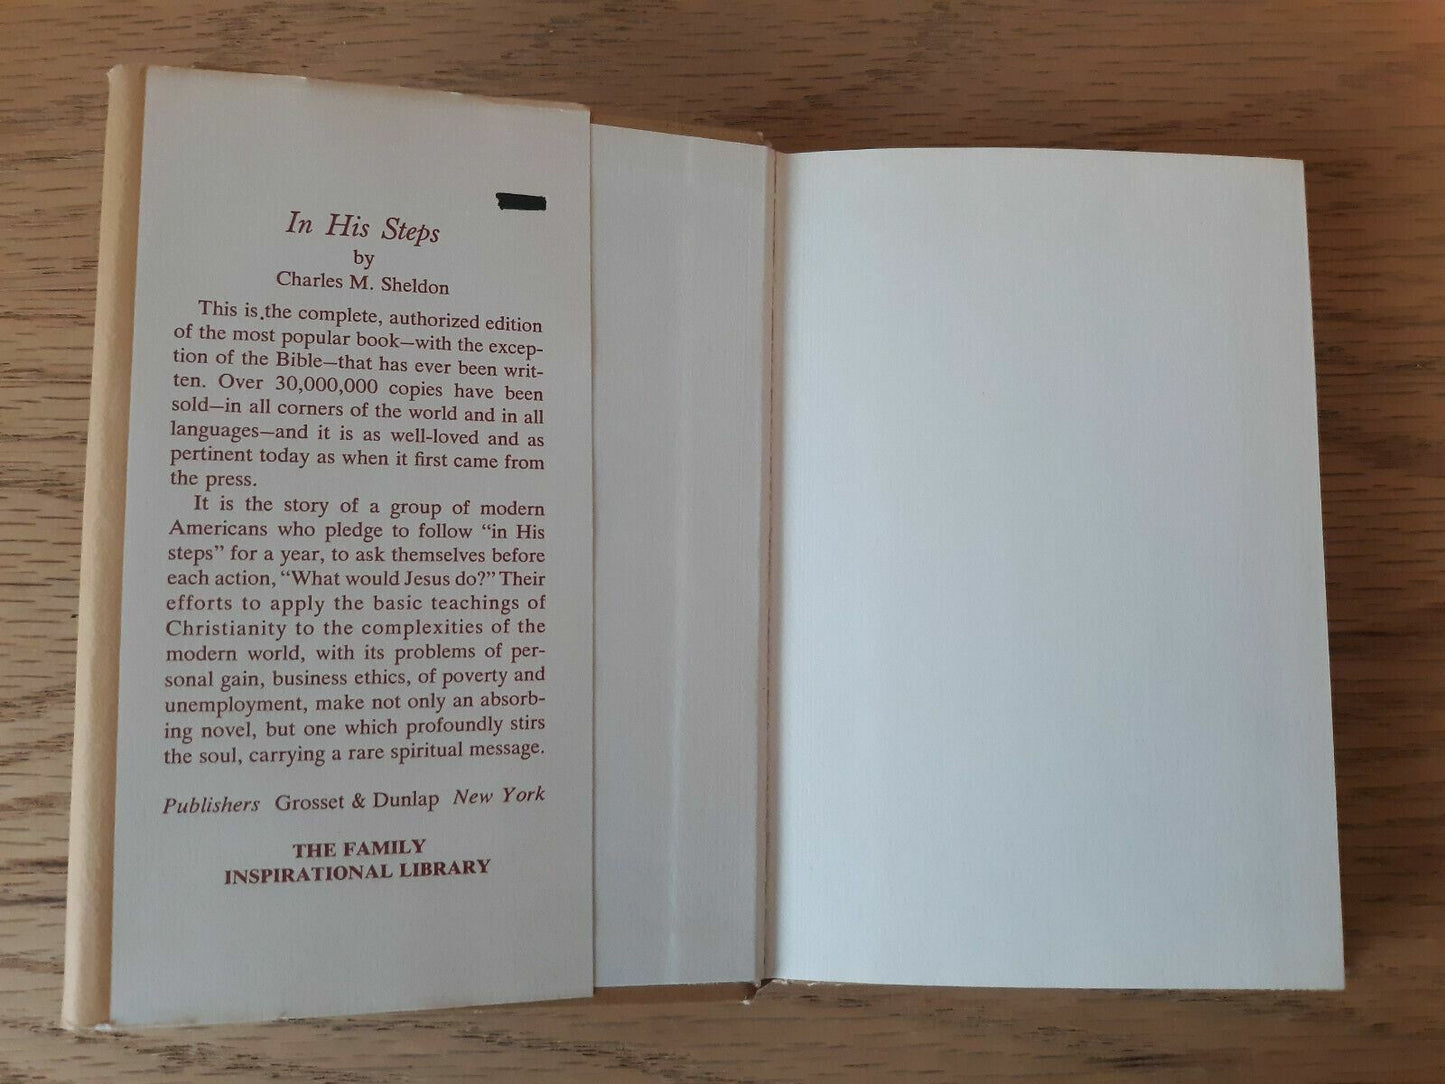 In His Steps
by
Charles M. Sheldon
This is the complete, authorized edition
of the most popular book—with the excep-
tion of the Bible—that has ever been writ-
ten. Over 30,000,000 copies have been
sold—in all corners of the world and in all
languages—and it is as well-loved and as
pertinent today as when it first came from
the press.
It is the story of a group of modern
Americans who pledge to follow “in His
steps” for a year, to ask themselves before
each action, “What would Jesus do?” Their
efforts to apply the basic teachings of
Christianity to the complexities of the
modern world, with its problems of per-
sonal gain, business ethics, of poverty and
unemployment, make not only an absorb-
ing novel, but one which profoundly stirs
the soul, carrying a rare spiritual message.
Publishers Grosset & Dunlap New York
THE FAMILY
INSPIRATIONAL LIBRARY